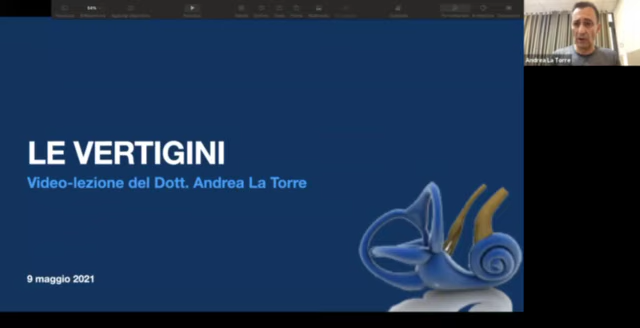 Andrea La Torre
LE VERTIGINI
Video-lezione del Dott. Andrea La Torre
9 maggio 2021